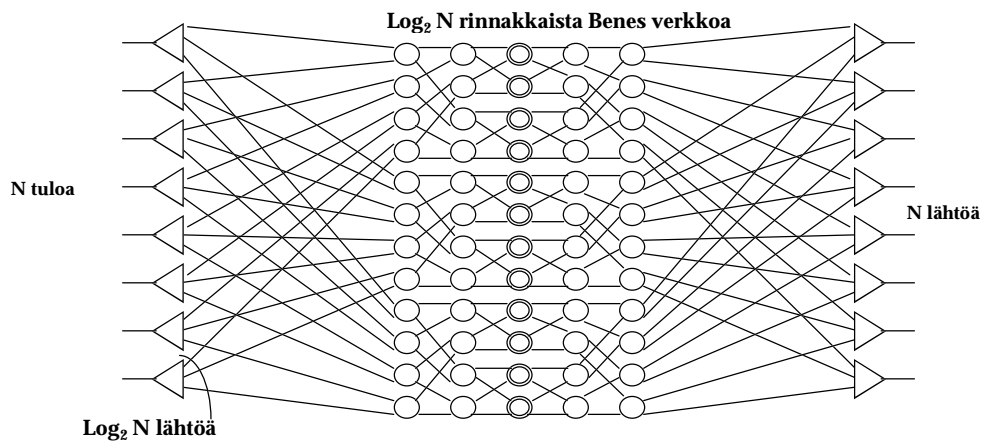 Log₂ N rinnakkaista Benes verkkoa
N tuloa
N lähtöä
Log₂ N lähtöä